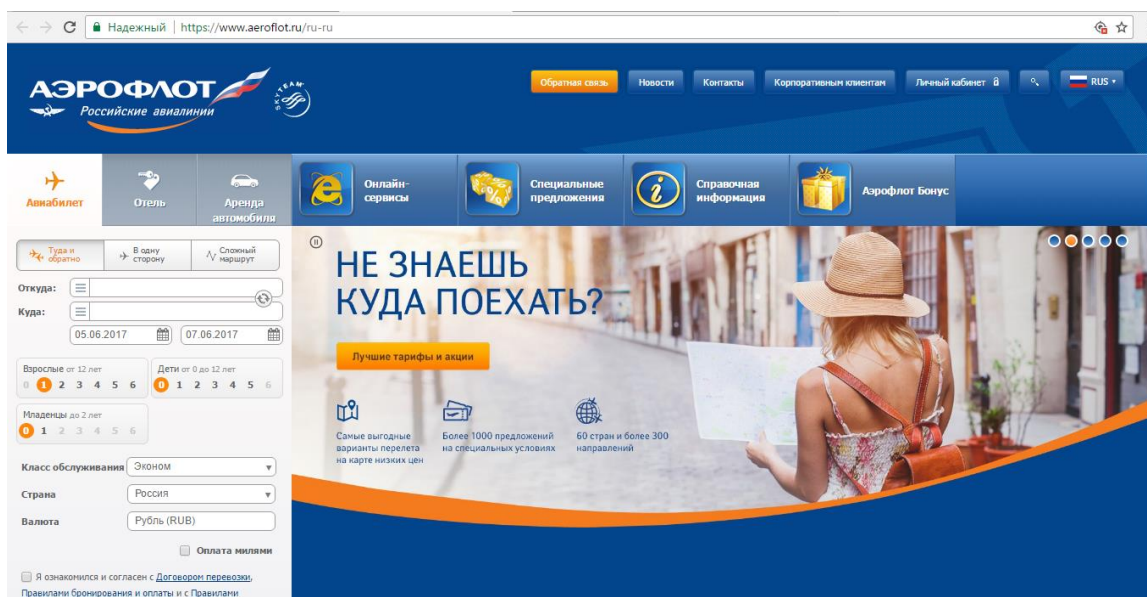 Надежный | https://www.aeroflot.ru/ru-ru
АЭРОФЛОТ
Российские авиалинии
SKYTEAM
Обратная связь Новости Контакты Корпоративным клиентам Личный кабинет RUS
Авиабилет Отель Аренда
автомобиля
Онлайн-
сервисы
Специальные
предложения
Справочная
информация
Аэрофлот Бонус
Туда и
обратно
В одну
сторону
Сложный
маршрут
Откуда:
Куда:
05.06.2017 07.06.2017
Взрослые от 12 лет
0 1 2 3 4 5 6
Дети от 0 до 12 лет
0 1 2 3 4 5 6
Младенцы до 2 лет
0 1 2 3 4 5 6
Класс обслуживания Эконом
Страна Россия
Валюта Рубль (RUB)
Оплата милями
Я ознакомился и согласен с Договором перевозки,
Правилами бронирования и оплаты и с Правилами
НЕ ЗНАЕШЬ
КУДА ПОЕХАТЬ?
Лучшие тарифы и акции
Самые выгодные
варианты перелета
на карте низких цен
Более 1000 предложений
на специальных условиях
60 стран и более 300
направлений